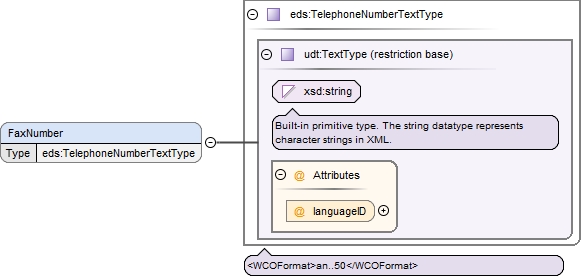 eds:TelephoneNumberTextType
udt:TextType (restriction base)
xsd:string
Built-in primitive type. The string datatype represents
character strings in XML.
FaxNumber
Type eds:TelephoneNumberTextType
@ Attributes
@ languageID
<WCOFormat>an..50</WCOFormat>